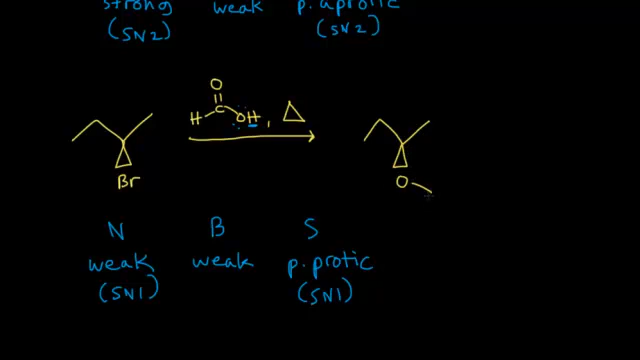 strong weak p. aprotic
(SN2) (SN2)
O
C
H OH, △
Br O
N B S
weak weak p. protic
(SN1) (SN1)